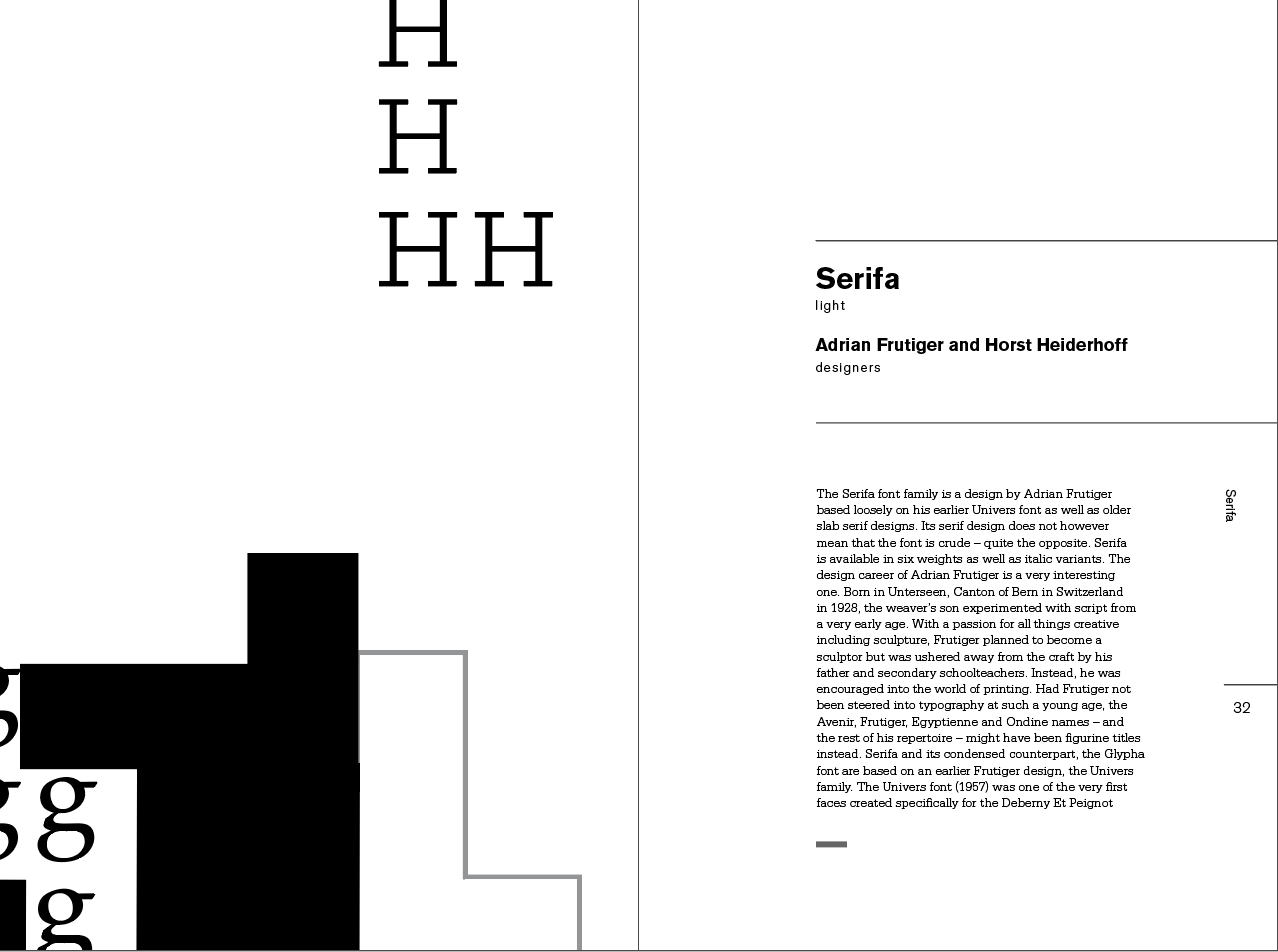 H
H
HH
g
gg
g
Serifa
light
Adrian Frutiger and Horst Heiderhoff
designers
The Serifa font family is a design by Adrian Frutiger
based loosely on his earlier Univers font as well as older
slab serif designs. Its serif design does not however
mean that the font is crude – quite the opposite. Serifa
is available in six weights as well as italic variants. The
design career of Adrian Frutiger is a very interesting
one. Born in Unterseen, Canton of Bern in Switzerland
in 1928, the weaver's son experimented with script from
a very early age. With a passion for all things creative
including sculpture, Frutiger planned to become a
sculptor but was ushered away from the craft by his
father and secondary schoolteachers. Instead, he was
encouraged into the world of printing. Had Frutiger not
been steered into typography at such a young age, the
Avenir, Frutiger, Egyptienne and Ondine names – and
the rest of his repertoire – might have been figurine titles
instead. Serifa and its condensed counterpart, the Glypha
font are based on an earlier Frutiger design, the Univers
family. The Univers font (1957) was one of the very first
faces created specifically for the Deberny Et Peignot
Serifa
32